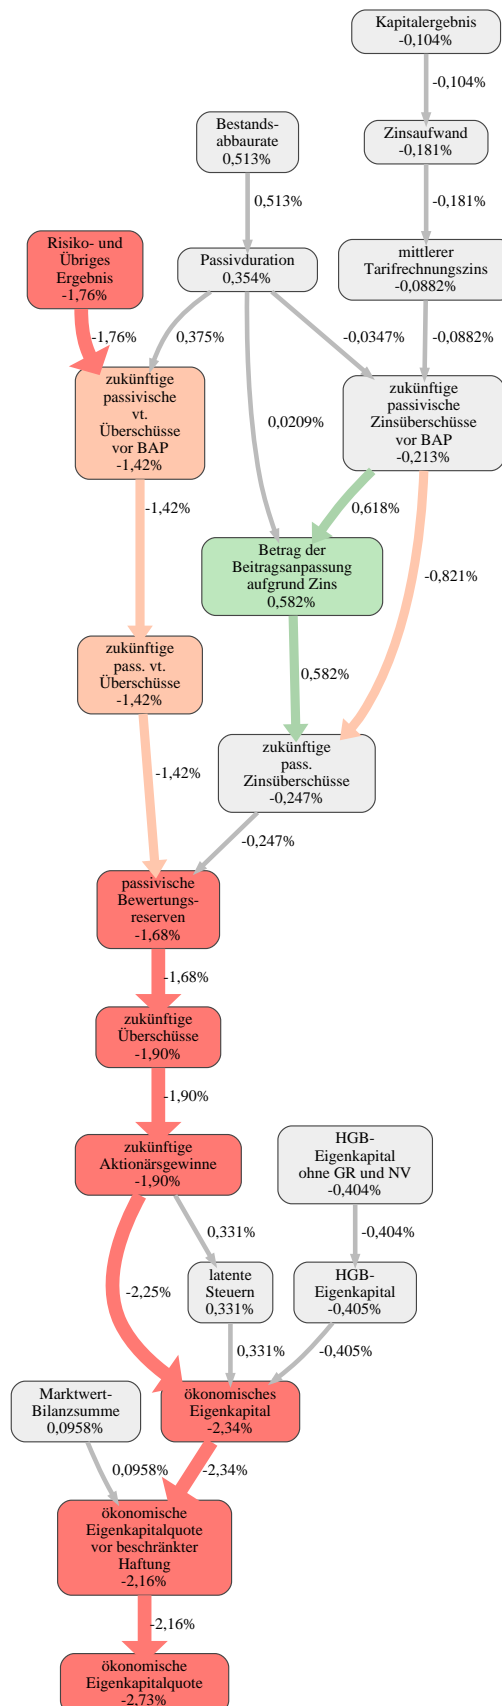 Kapitalergebnis
-0,104%
-0,104%
Bestands-
abbaurate
0,513%
Zinsaufwand
-0,181%
0,513%
-0,181%
Risiko- und
Übriges
Ergebnis
-1,76%
Passivduration
0,354%
mittlerer
Tarifrechnungszins
-0,0882%
-1,76%
0,375%
-0,0347%
-0,0882%
zukünftige
passivische
vt.
Überschüsse
vor BAP
-1,42%
0,0209%
zukünftige
passivische
Zinsüberschüsse
vor BAP
-0,213%
-1,42%
0,618%
Betrag der
Beitragsanpassung
aufgrund Zins
0,582%
-0,821%
zukünftige
pass. vt.
Überschüsse
-1,42%
0,582%
-1,42%
zukünftige
pass.
Zinsüberschüsse
-0,247%
-0,247%
passivische
Bewertungs-
reserven
-1,68%
-1,68%
zukünftige
Überschüsse
-1,90%
-1,90%
zukünftige
Aktionärsgewinne
-1,90%
HGB-
Eigenkapital
ohne GR und NV
-0,404%
0,331%
-0,404%
-2,25%
latente
Steuern
0,331%
HGB-
Eigenkapital
-0,405%
0,331%
-0,405%
Marktwert-
Bilanzsumme
0,0958%
ökonomisches
Eigenkapital
-2,34%
0,0958%
-2,34%
ökonomische
Eigenkapitalquote
vor beschränkter
Haftung
-2,16%
-2,16%
ökonomische
Eigenkapitalquote
-2,73%